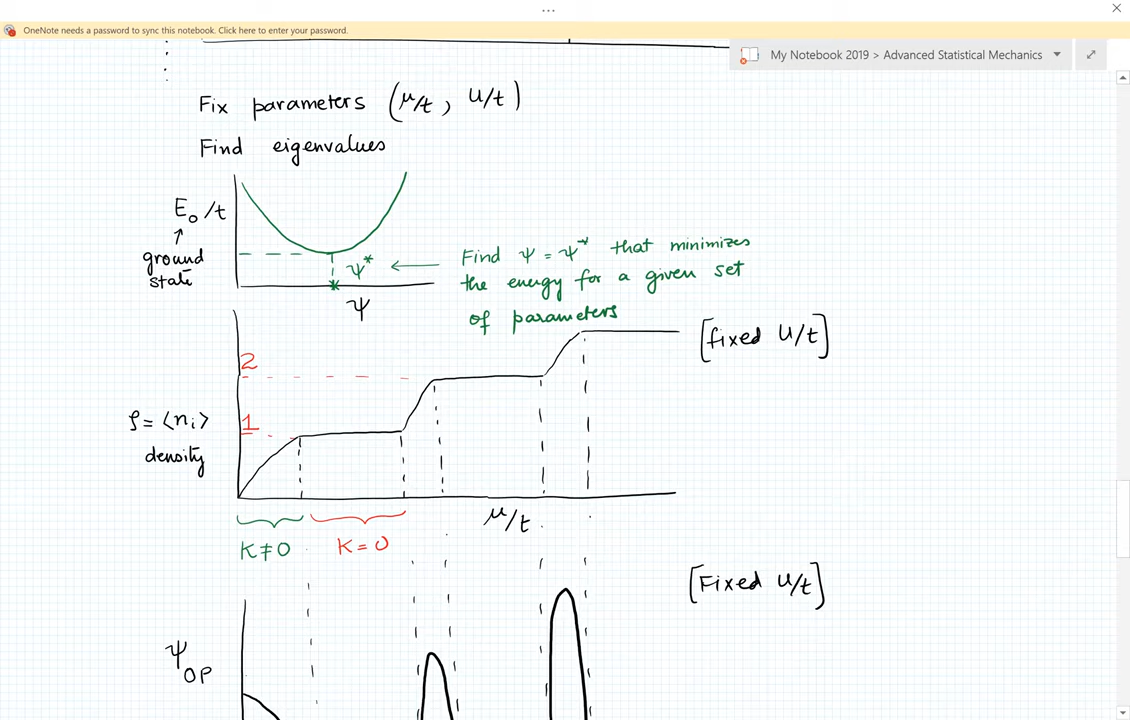 OneNote needs a password to sync this notebook. Click here to enter your password.
My Notebook 2019 > Advanced Statistical Mechanics
Fix parameters (μ/t, U/t)
Find eigenvalues
E₀/t
ground
state
ψ*
ψ
Find ψ = ψ* that minimizes
the energy for a given set
of parameters
[fixed U/t]
2
1
ρ = ⟨nᵢ⟩
density
μ/t
K≠0
K=0
[Fixed U/t]
ψ
OP